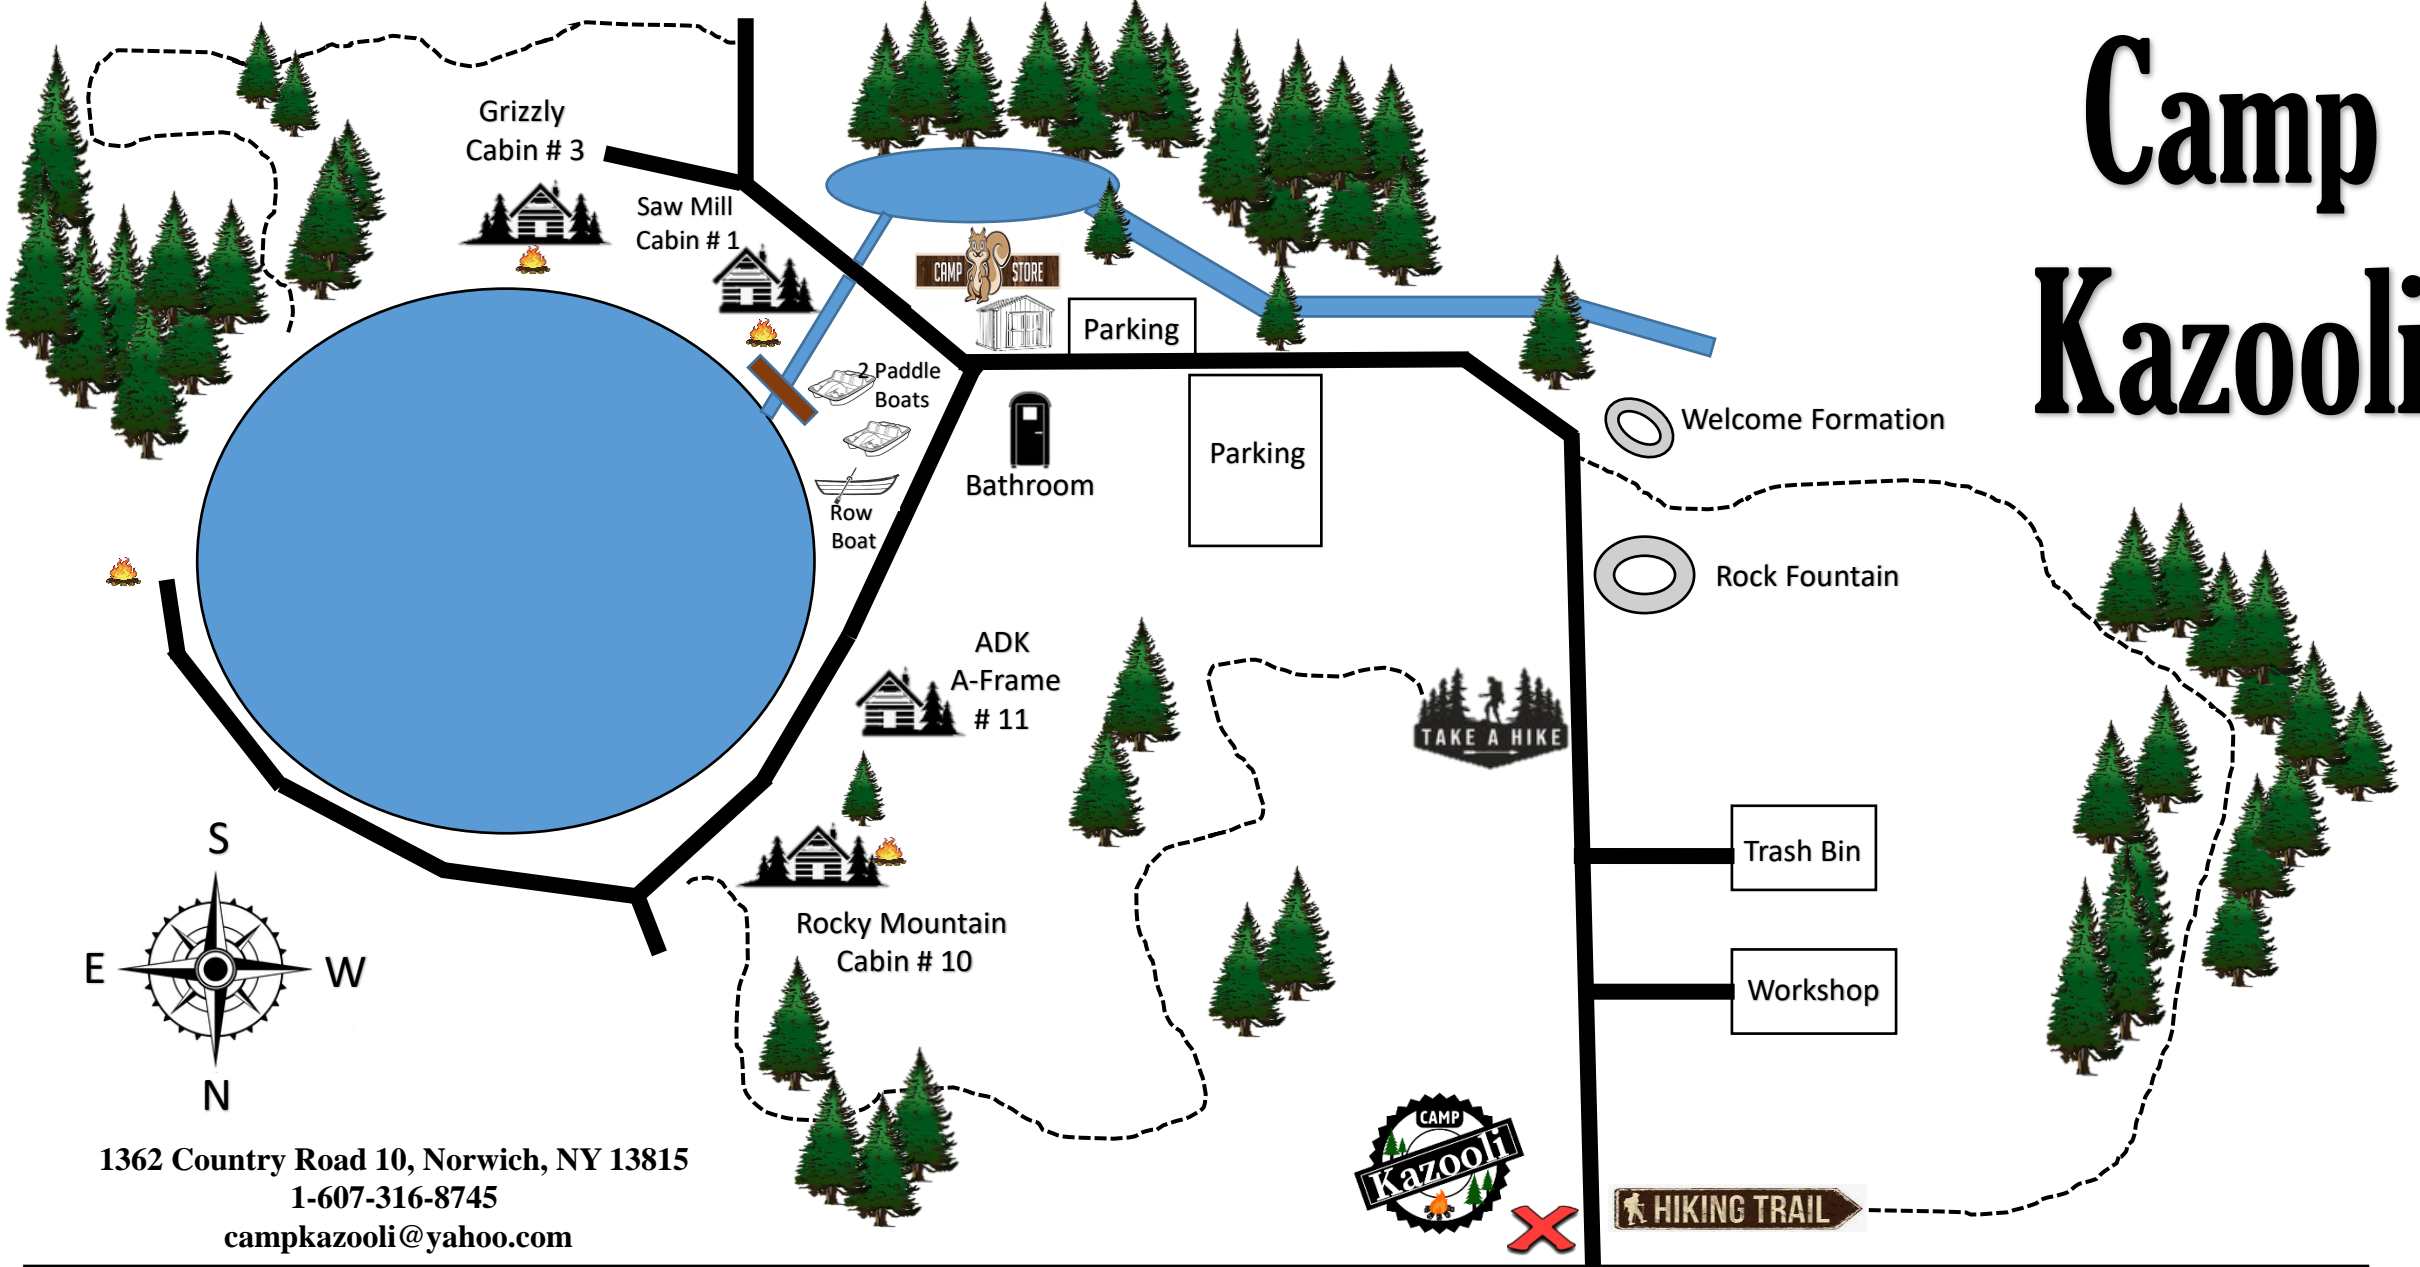 Camp
Kazooli
Grizzly
Cabin # 3
Saw Mill
Cabin # 1
CAMP STORE
Parking
2 Paddle
Boats
Bathroom
Parking
Welcome Formation
Row
Boat
Rock Fountain
ADK
A-Frame
# 11
TAKE A HIKE
Trash Bin
S
E W
N
Rocky Mountain
Cabin # 10
Workshop
CAMP
Kazooli
HIKING TRAIL
1362 Country Road 10, Norwich, NY 13815
1-607-316-8745
campkazooli@yahoo.com